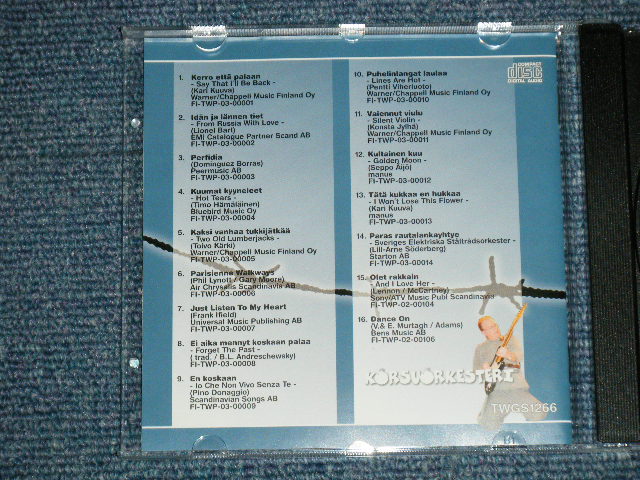 1. Kerro että palaan
- Say That I'll Be Back -
(Kari Kuuva)
Warner/Chappell Music Finland Oy
FI-TWP-03-00001
2. Idän ja lännen tiet
- From Russia With Love -
(Lionel Bart)
EMI Catalogue Partner Scand AB
FI-TWP-03-00002
3. Perfidia
(Dominguez Borras)
Peermusic AB
FI-TWP-03-00003
4. Kuumat kyyneleet
- Hot Tears -
(Timo Hämäläinen)
Bluebird Music Oy
FI-TWP-03-00004
5. Kaksi vanhaa tukkijätkää
- Two Old Lumberjacks -
(Toivo Kärki)
Warner/Chappell Music Finland Oy
FI-TWP-03-00005
6. Parisienne Walkways
(Phil Lynott / Gary Moore)
Air Chrysalis Scandinavia AB
FI-TWP-03-00006
7. Just Listen To My Heart
(Frank Ifield)
Universal Music Publishing AB
FI-TWP-03-00007
8. Ei aika mennyt koskaan palaa
- Forget The Past -
( trad. / B.L. Andreschewsky)
FI-TWP-03-00008
9. En koskaan
- Io Che Non Vivo Senza Te -
(Pino Donaggio)
Scandinavian Songs AB
FI-TWP-03-00009
10. Puhelinlangat laulaa
- Lines Are Hot -
(Pentti Viherluoto)
Warner/Chappell Music Finland Oy
FI-TWP-03-00010
11. Vaiennut viulu
- Silent Violin -
(Konsta Jylhä)
Warner/Chappell Music Finland Oy
FI-TWP-03-00011
12. Kultainen kuu
- Golden Moon -
(Seppo Äijö)
manus
FI-TWP-03-00012
13. Tätä kukkaa en hukkaa
- I Won't Lose This Flower -
(Kari Kuuva)
manus
FI-TWP-03-00013
14. Paras rautalankayhtye
- Sveriges Elektriska Ståltrådsorkester -
(Lill-Arne Söderberg)
Starton AB
FI-TWP-03-00014
15. Olet rakkain
- And I Love Her -
(Lennon / McCartney)
Sony/ATV Music Publ Scandinavia
FI-TWP-02-00104
16. Dance On
(V.& E. Murtagh / Adams)
Bens Music AB
FI-TWP-02-00106
COMPACT
disc
DIGITAL AUDIO
KÖRSUÖRKESTERI
TWGS1266